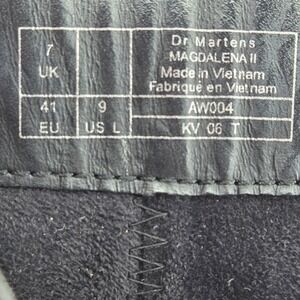 7 UK
Dr Martens
MAGDALENA II
Made in Vietnam
Fabriqué en Vietnam
41 EU
9 US L
AW004
KV 06 T